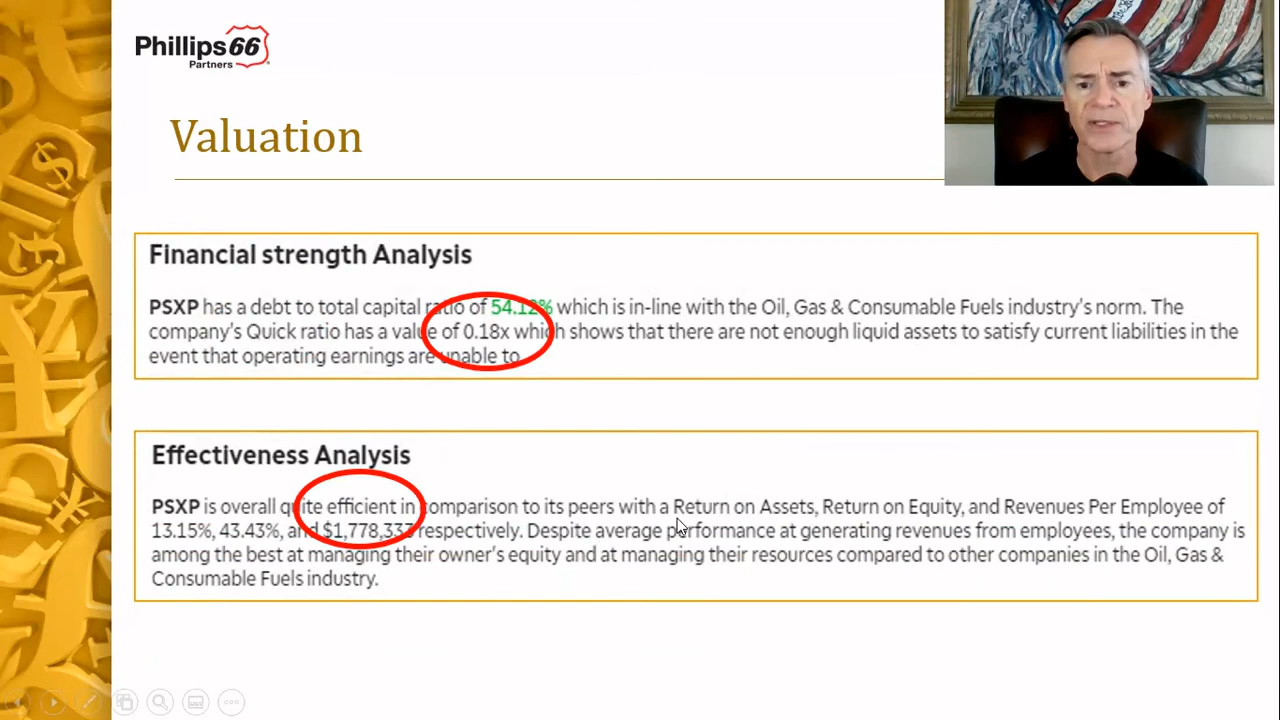 Phillips 66
Partners
Valuation
Financial strength Analysis
PSXP has a debt to total capital ratio of 54.12% which is in-line with the Oil, Gas & Consumable Fuels industry's norm. The
company's Quick ratio has a value of 0.18x which shows that there are not enough liquid assets to satisfy current liabilities in the
event that operating earnings are unable to
Effectiveness Analysis
PSXP is overall quite efficient in comparison to its peers with a Return on Assets, Return on Equity, and Revenues Per Employee of
13.15%, 43.43%, and $1,778,333 respectively. Despite average performance at generating revenues from employees, the company is
among the best at managing their owner's equity and at managing their resources compared to other companies in the Oil, Gas &
Consumable Fuels industry.